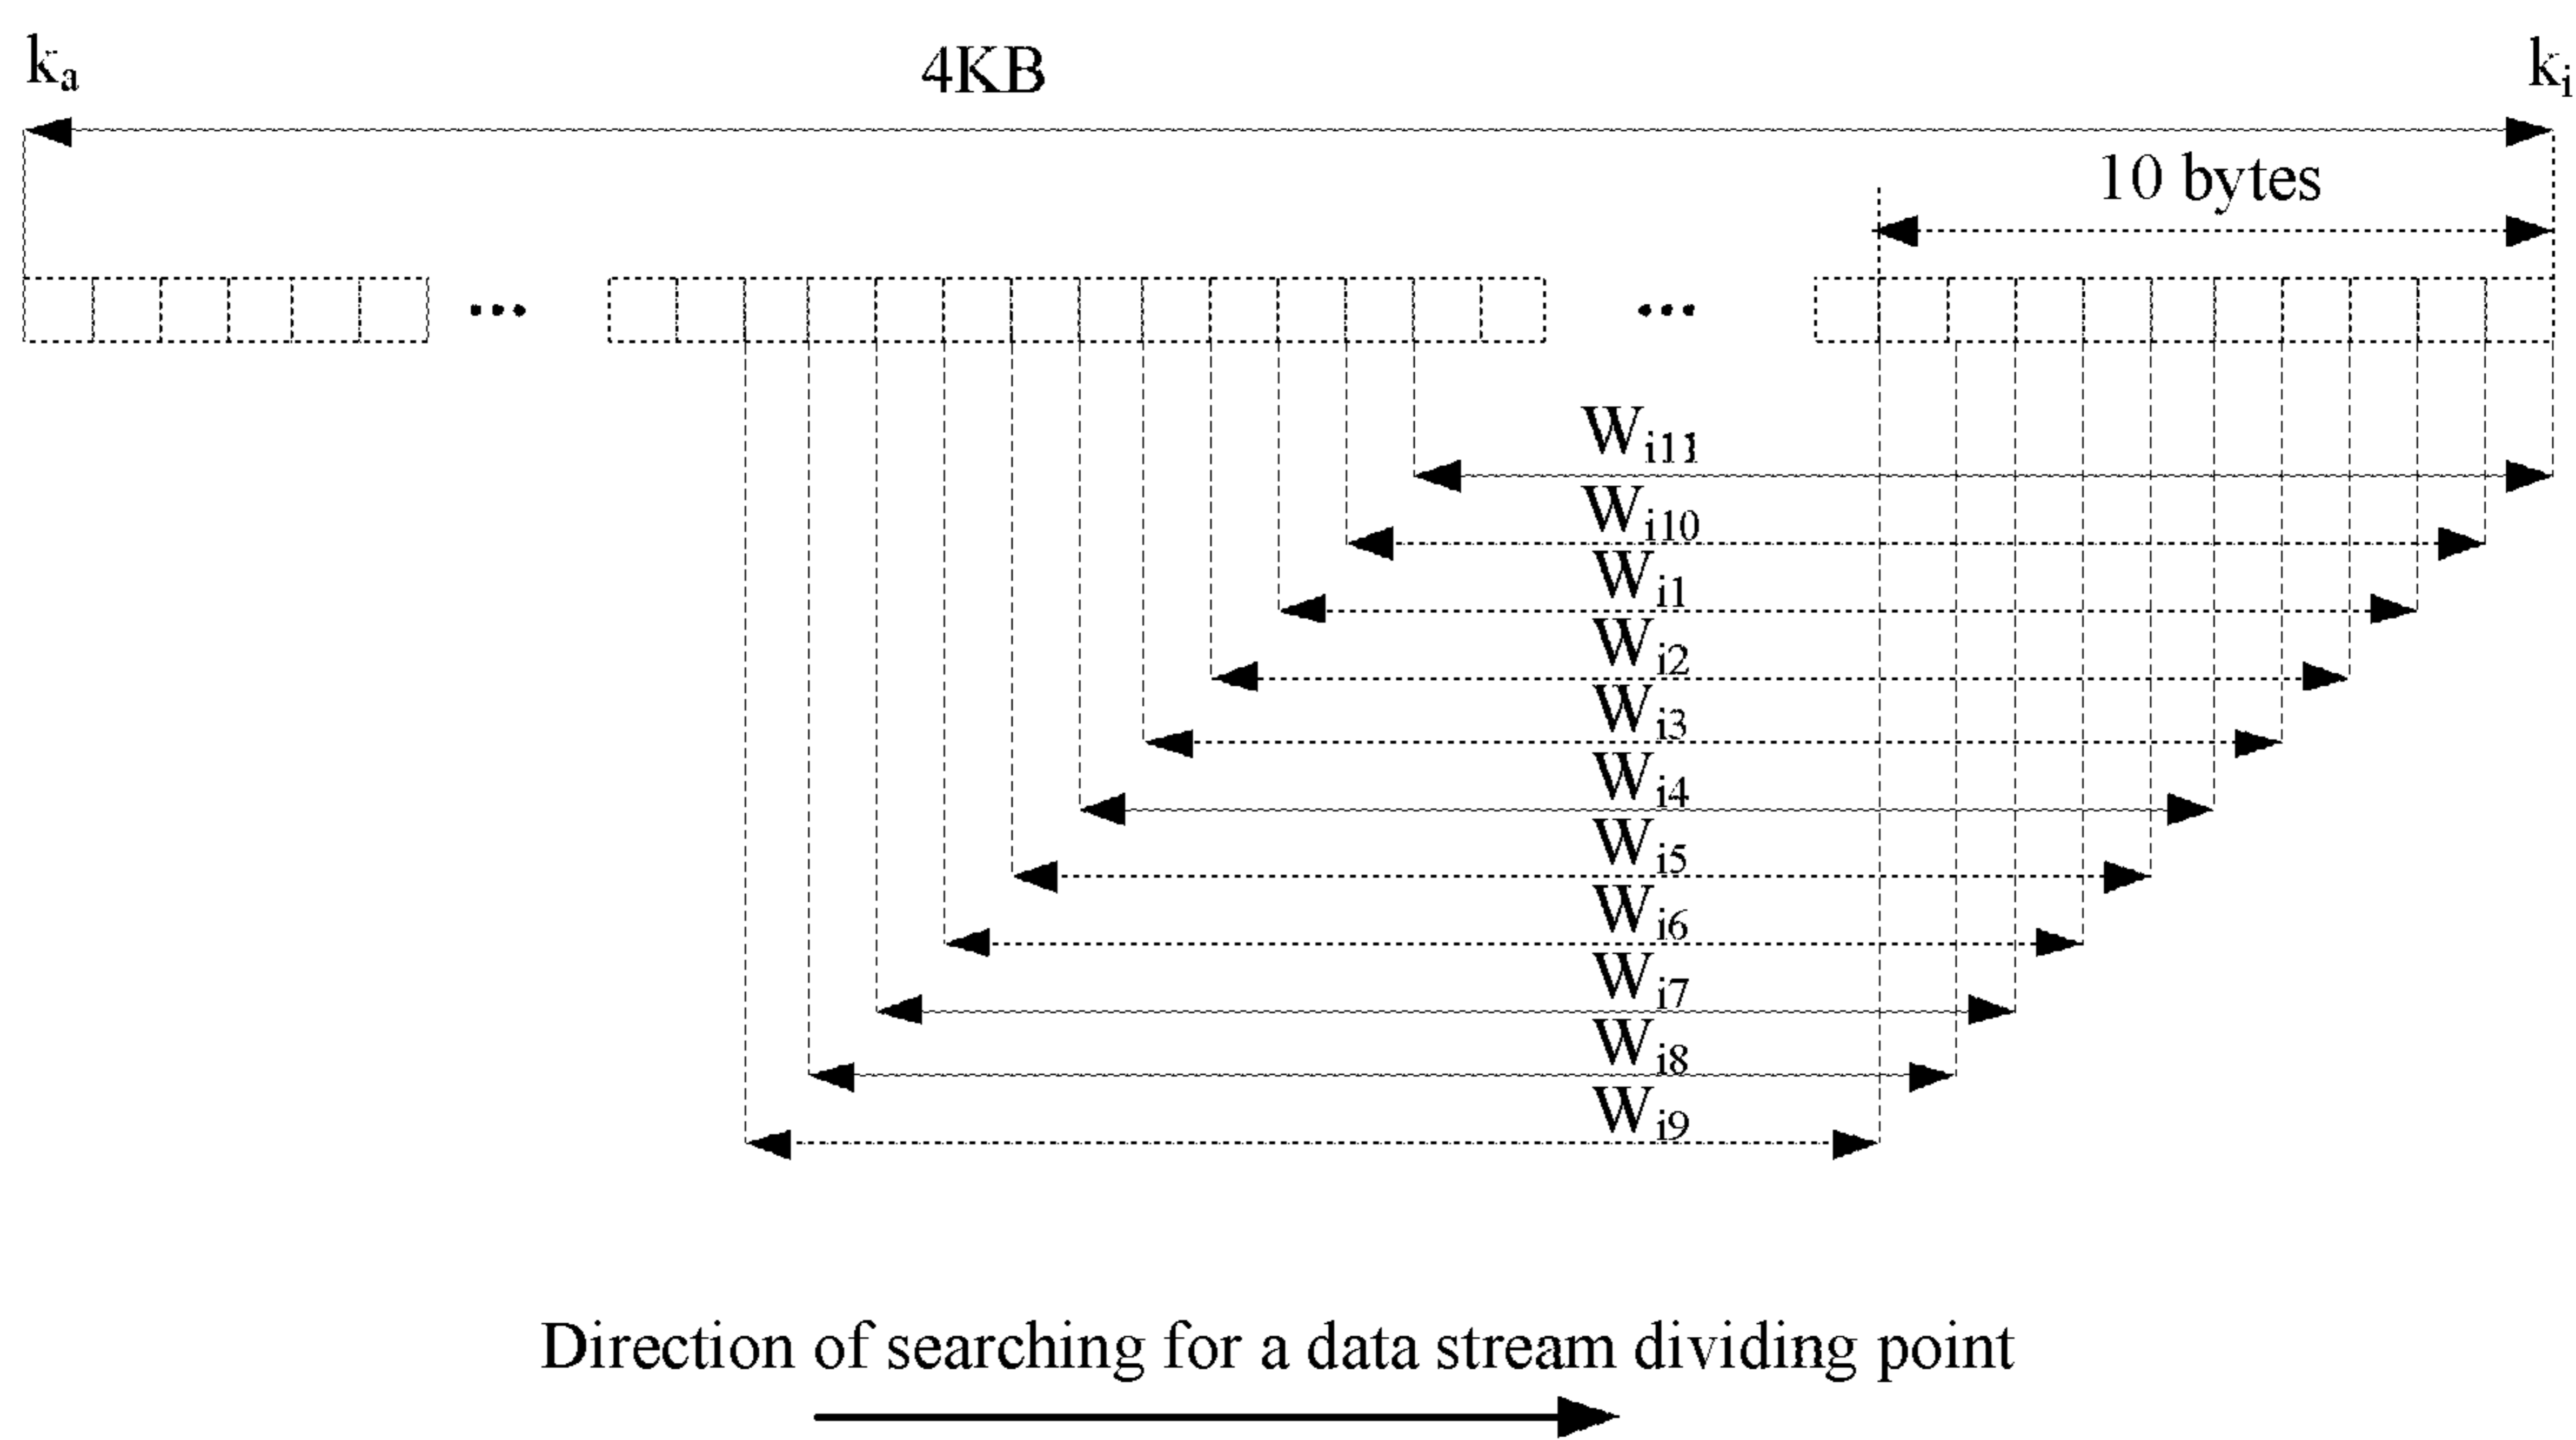 kₐ 4KB kᵢ
10 bytes
...
...
Wi11
Wi10
Wi1
Wi2
Wi3
Wi4
Wi5
Wi6
Wi7
Wi8
Wi9
Direction of searching for a data stream dividing point